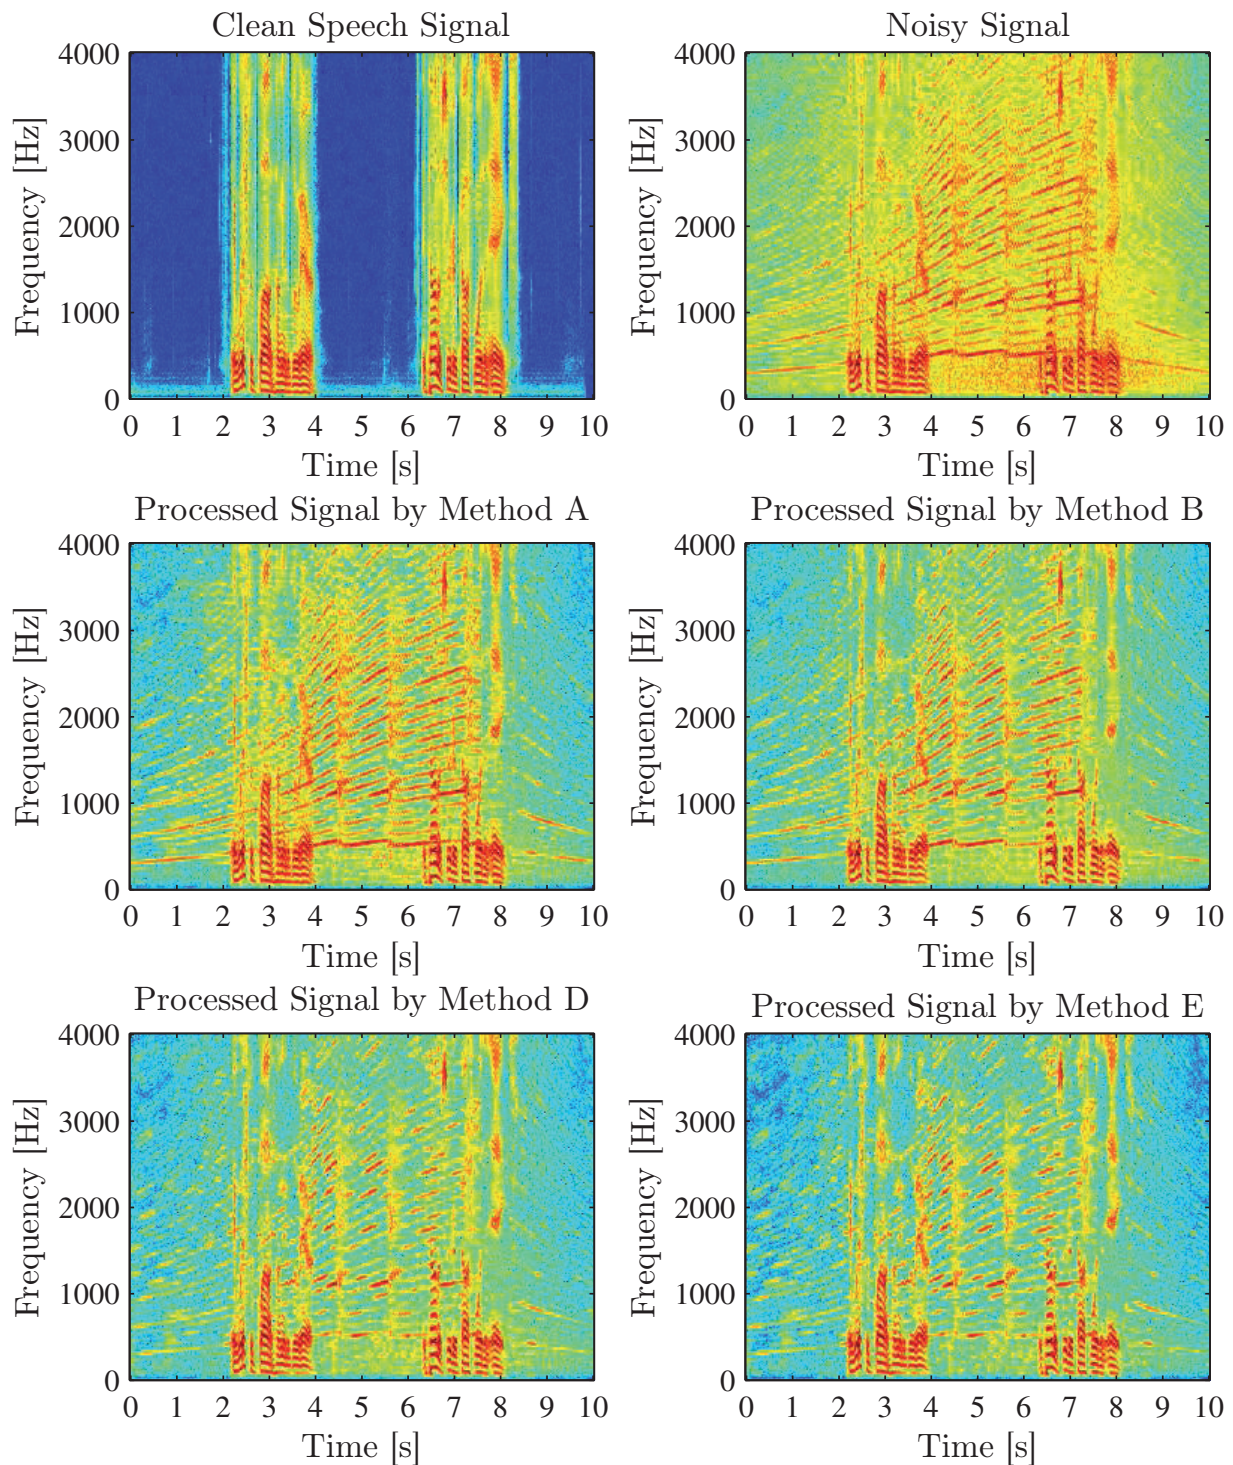 Clean Speech Signal
Noisy Signal
Frequency [Hz]
4000
3000
2000
1000
0
0 1 2 3 4 5 6 7 8 9 10
Time [s]
Frequency [Hz]
4000
3000
2000
1000
0
0 1 2 3 4 5 6 7 8 9 10
Time [s]
Processed Signal by Method A
Processed Signal by Method B
Frequency [Hz]
4000
3000
2000
1000
0
0 1 2 3 4 5 6 7 8 9 10
Time [s]
Frequency [Hz]
4000
3000
2000
1000
0
0 1 2 3 4 5 6 7 8 9 10
Time [s]
Processed Signal by Method D
Processed Signal by Method E
Frequency [Hz]
4000
3000
2000
1000
0
0 1 2 3 4 5 6 7 8 9 10
Time [s]
Frequency [Hz]
4000
3000
2000
1000
0
0 1 2 3 4 5 6 7 8 9 10
Time [s]